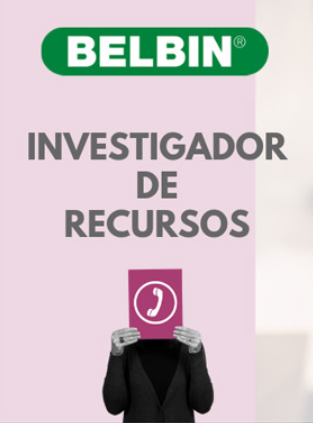 BELBIN®
INVESTIGADOR
DE
RECURSOS